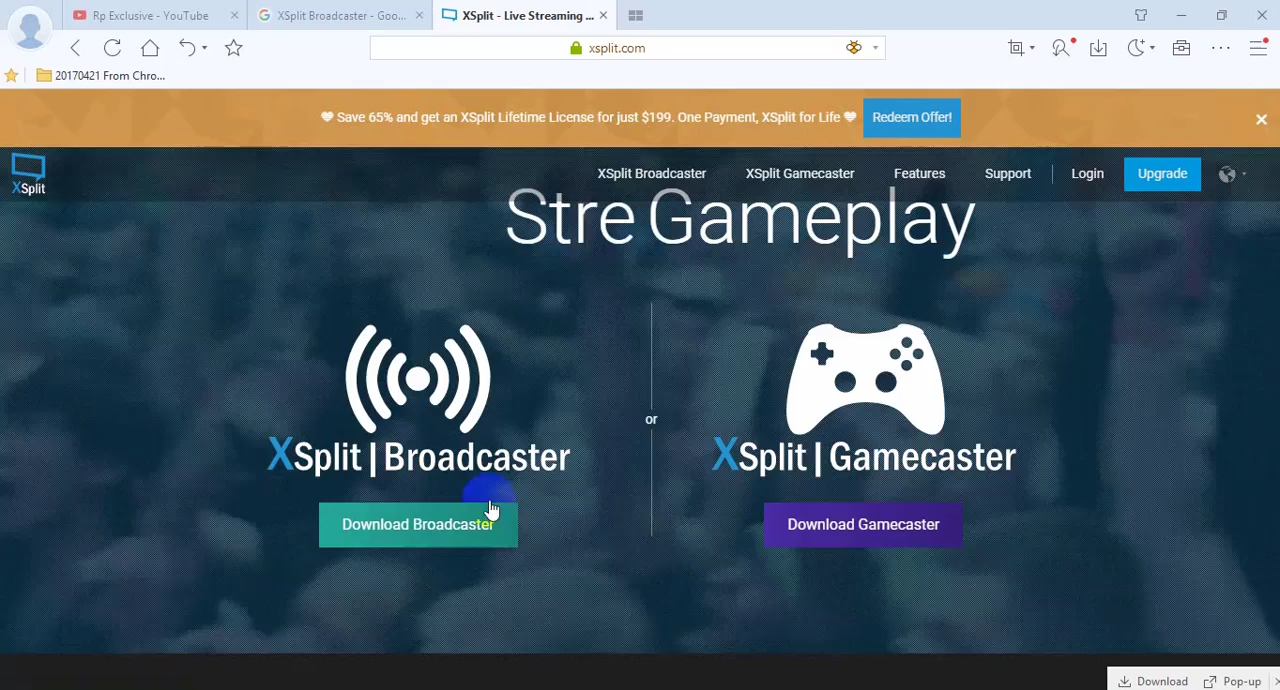 Rp Exclusive - YouTube
XSplit Broadcaster - Goo...
XSplit - Live Streaming ...
xsplit.com
20170421 From Chro...
Save 65% and get an XSplit Lifetime License for just $199. One Payment, XSplit for Life
Redeem Offer!
XSplit
XSplit Broadcaster
XSplit Gamecaster
Features
Support
Login
Upgrade
Stre Gameplay
XSplit | Broadcaster
or
XSplit | Gamecaster
Download Broadcaster
Download Gamecaster
Download
Pop-up